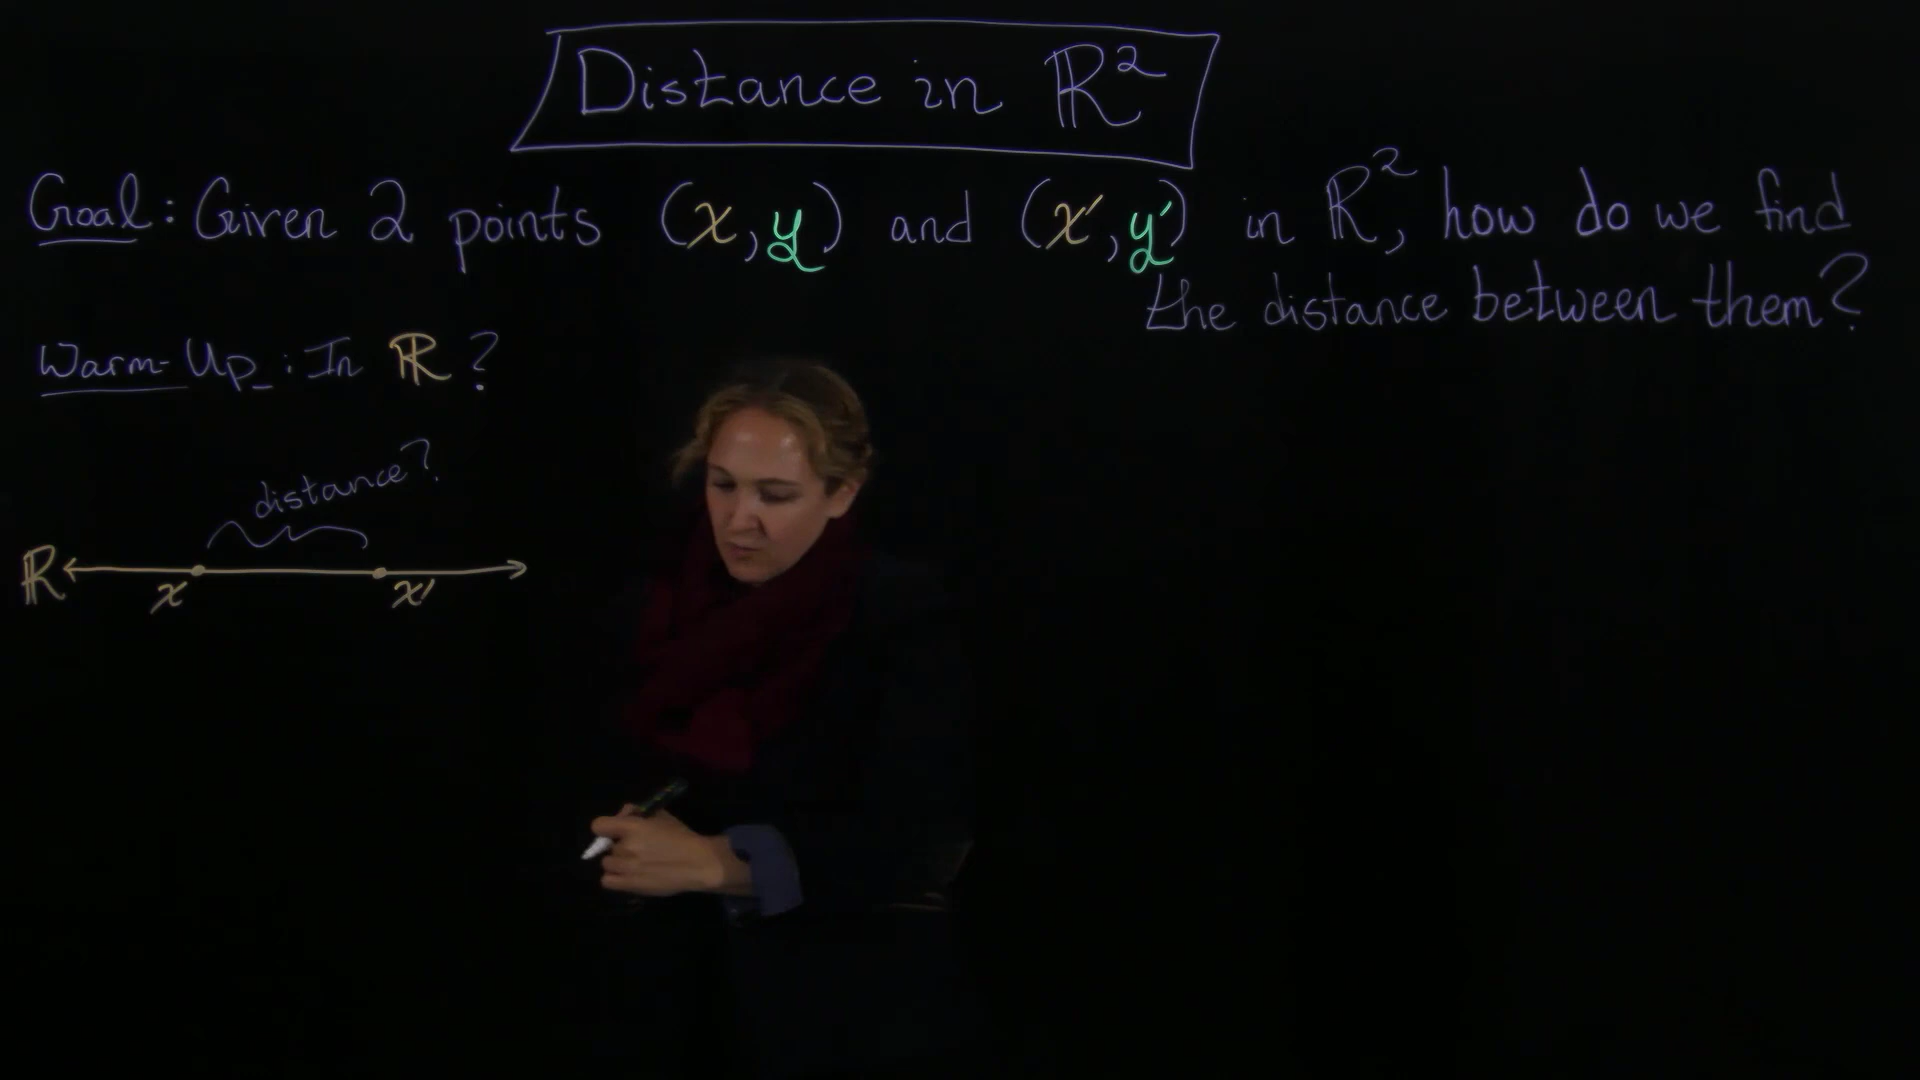 Distance in ℝ²
Goal: Given 2 points (x,y) and (x′,y′) in ℝ², how do we find
the distance between them?
Warm-Up: In ℝ?
distance?
ℝ
x x′